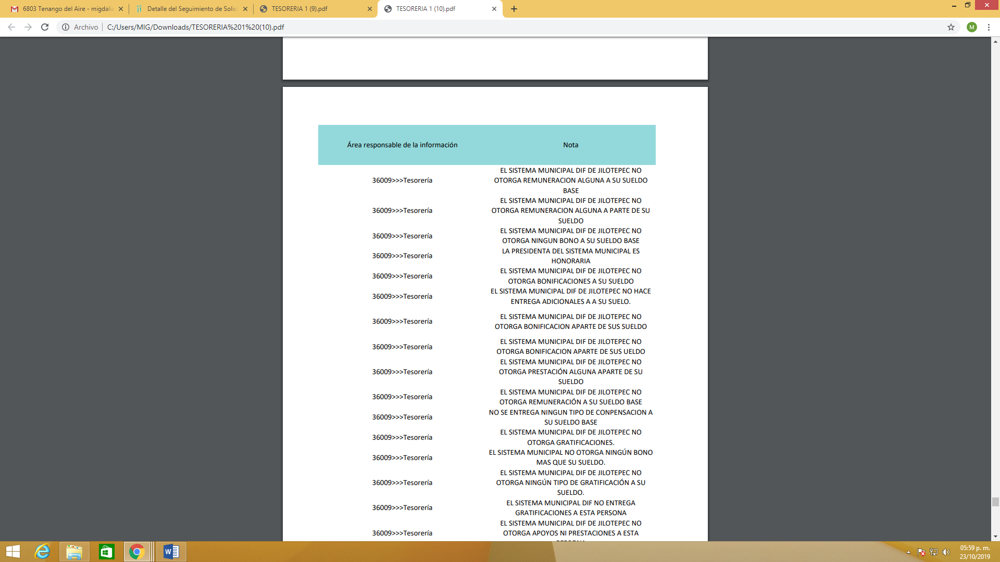 6803 Tenango del Aire - migdalia
Detalle del Seguimiento de Solici
TESORERIA 1 (9).pdf
TESORERIA 1 (10).pdf
Archivo
C:/Users/MIG/Downloads/TESORERIA%201%20(10).pdf
M
Área responsable de la información Nota
36009>>>Tesorería
EL SISTEMA MUNICIPAL DIF DE JILOTEPEC NO
OTORGA REMUNERACION ALGUNA A SU SUELDO
BASE
36009>>>Tesorería
EL SISTEMA MUNICIPAL DIF DE JILOTEPEC NO
OTORGA REMUNERACION ALGUNA A PARTE DE SU
SUELDO
36009>>>Tesorería
EL SISTEMA MUNICIPAL DIF DE JILOTEPEC NO
OTORGA NINGUN BONO A SU SUELDO BASE
36009>>>Tesorería
LA PRESIDENTA DEL SISTEMA MUNICIPAL ES
HONORARIA
36009>>>Tesorería
EL SISTEMA MUNICIPAL DIF DE JILOTEPEC NO
OTORGA BONIFICACIONES A SU SUELDO
36009>>>Tesorería
EL SISTEMA MUNICIPAL DIF DE JILOTEPEC NO HACE
ENTREGA ADICIONALES A A SU SUELO.
36009>>>Tesorería
EL SISTEMA MUNICIPAL DIF DE JILOTEPEC NO
OTORGA BONIFICACION APARTE DE SUS SUELDO
36009>>>Tesorería
EL SISTEMA MUNICIPAL DIF DE JILOTEPEC NO
OTORGA BONIFICACION APARTE DE SUS UELDO
36009>>>Tesorería
EL SISTEMA MUNICIPAL DIF DE JILOTEPEC NO
OTORGA PRESTACIÓN ALGUNA APARTE DE SU
SUELDO
36009>>>Tesorería
EL SISTEMA MUNICIPAL DIF DE JILOTEPEC NO
OTORGA REMUNERACIÓN A SU SUELDO BASE
36009>>>Tesorería
NO SE ENTREGA NINGUN TIPO DE CONPENSACION A
SU SUELDO BASE
36009>>>Tesorería
EL SISTEMA MUNICIPAL DIF DE JILOTEPEC NO
OTORGA GRATIFICACIONES.
36009>>>Tesorería
EL SISTEMA MUNICIPAL NO OTORGA NINGÚN BONO
MAS QUE SU SUELDO.
36009>>>Tesorería
EL SISTEMA MUNICIPAL DIF DE JILOTEPEC NO
OTORGA NINGÚN TIPO DE GRATIFICACIÓN A SU
SUELDO.
36009>>>Tesorería
EL SISTEMA MUNICIPAL DIF NO ENTREGA
GRATIFICACIONES A ESTA PERSONA
36009>>>Tesorería
EL SISTEMA MUNICIPAL DIF DE JILOTEPEC NO
OTORGA APOYOS NI PRESTACIONES A ESTA
05:59 p. m.
23/10/2019